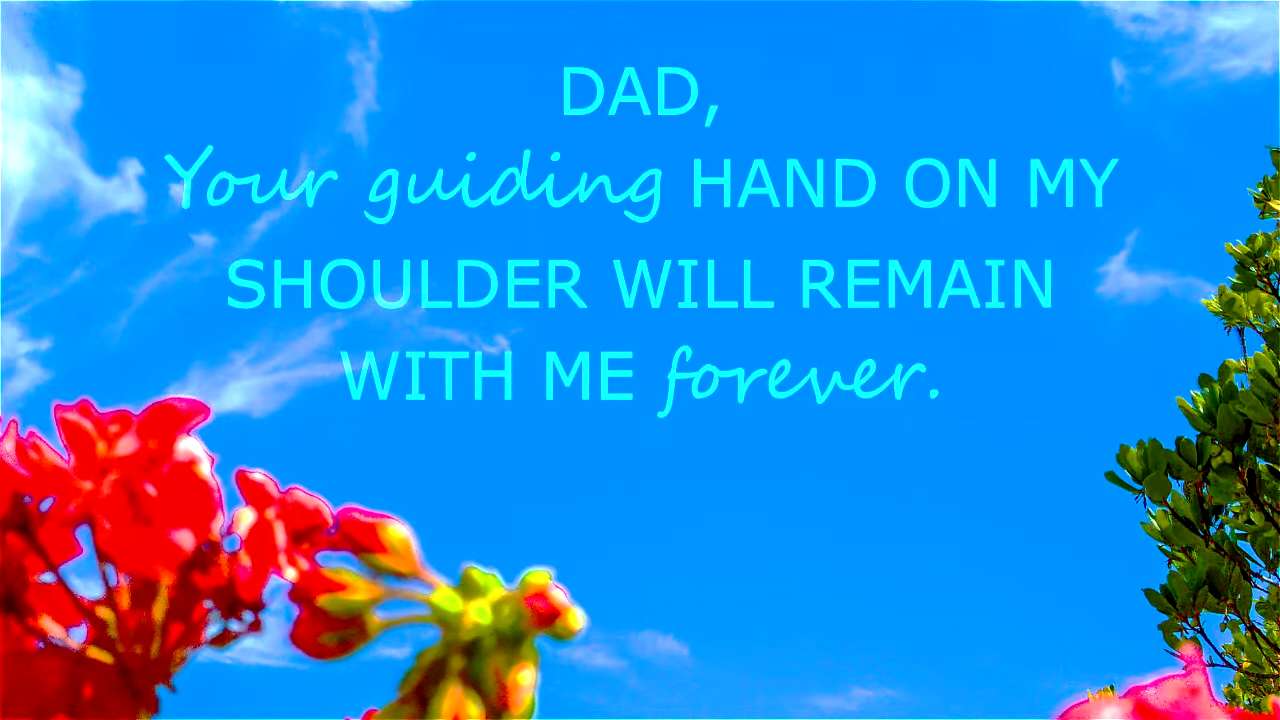 DAD,
Your guiding HAND ON MY
SHOULDER WILL REMAIN
WITH ME forever.